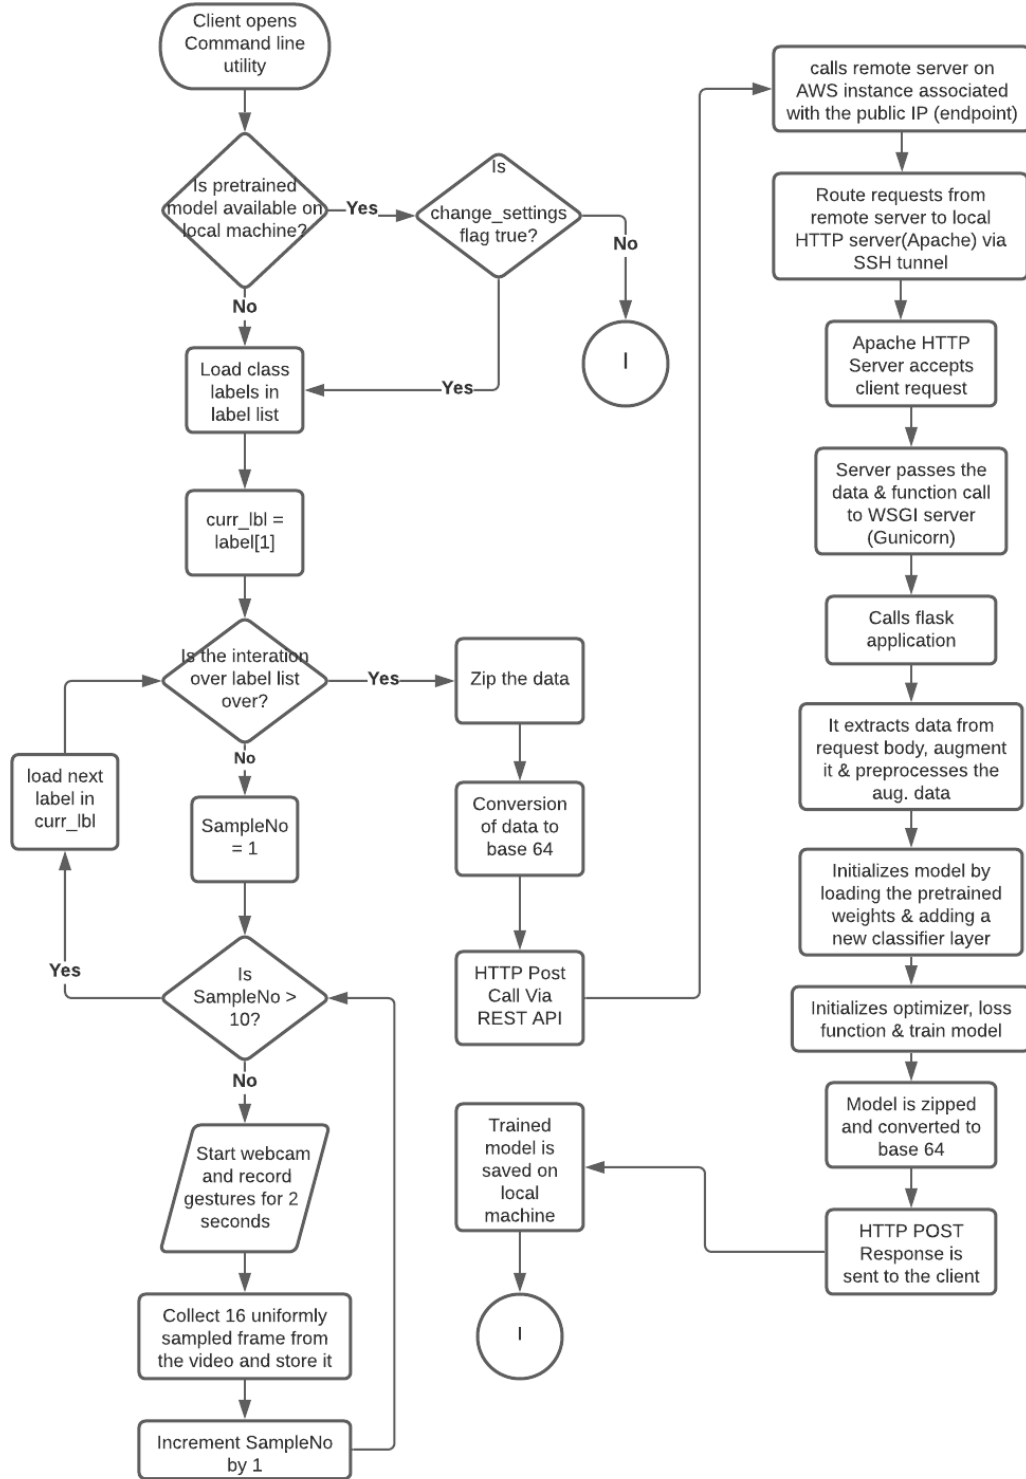 Client opens
Command line
utility
Is pretrained
model available on
local machine?
Yes
Is
change_settings
flag true?
No
I
No
Yes
Load class
labels in
label list
curr_lbl =
label[1]
Is the interation
over label list
over?
Yes
No
load next
label in
curr_lbl
SampleNo
= 1
Is
SampleNo >
10?
Yes
No
Start webcam
and record
gestures for 2
seconds
Collect 16 uniformly
sampled frame from
the video and store it
Increment SampleNo
by 1
Zip the data
Conversion
of data to
base 64
HTTP Post
Call Via
REST API
calls remote server on
AWS instance associated
with the public IP (endpoint)
Route requests from
remote server to local
HTTP server(Apache) via
SSH tunnel
Apache HTTP
Server accepts
client request
Server passes the
data & function call
to WSGI server
(Gunicorn)
Calls flask
application
It extracts data from
request body, augment
it & preprocesses the
aug. data
Initializes model by
loading the pretrained
weights & adding a
new classifier layer
Initializes optimizer, loss
function & train model
Model is zipped
and converted to
base 64
HTTP POST
Response is
sent to the client
Trained
model is
saved on
local
machine
I